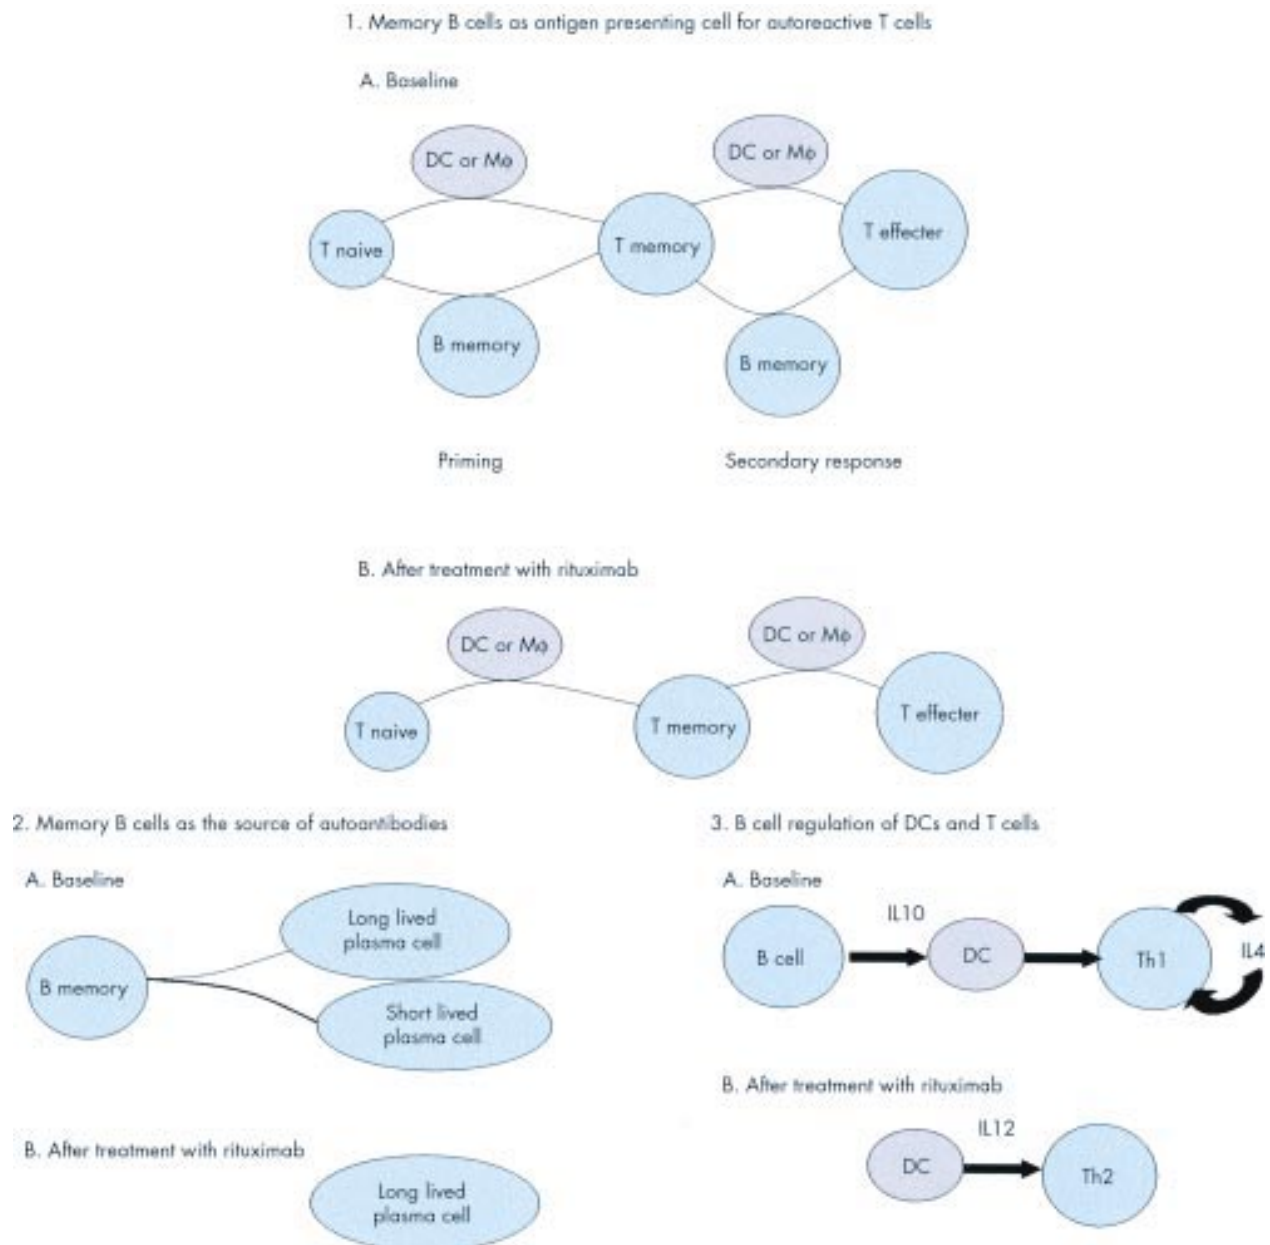 1. Memory B cells as antigen presenting cell for autoreactive T cells
A. Baseline
DC or Mϕ
DC or Mϕ
T naive
T memory
T effecter
B memory
B memory
Priming
Secondary response
B. After treatment with rituximab
DC or Mϕ
DC or Mϕ
T naive
T memory
T effecter
2. Memory B cells as the source of autoantibodies
A. Baseline
Long lived
plasma cell
B memory
Short lived
plasma cell
B. After treatment with rituximab
Long lived
plasma cell
3. B cell regulation of DCs and T cells
A. Baseline
IL10
B cell
DC
Th1
IL4
B. After treatment with rituximab
IL12
DC
Th2